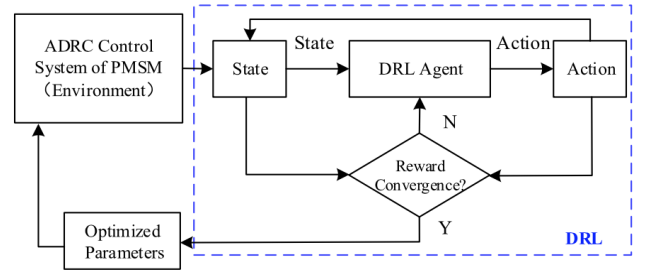 ADRC Control
System of PMSM
（Environment）
State
State
DRL Agent
Action
Action
N
Reward
Convergence?
Y
Optimized
Parameters
DRL